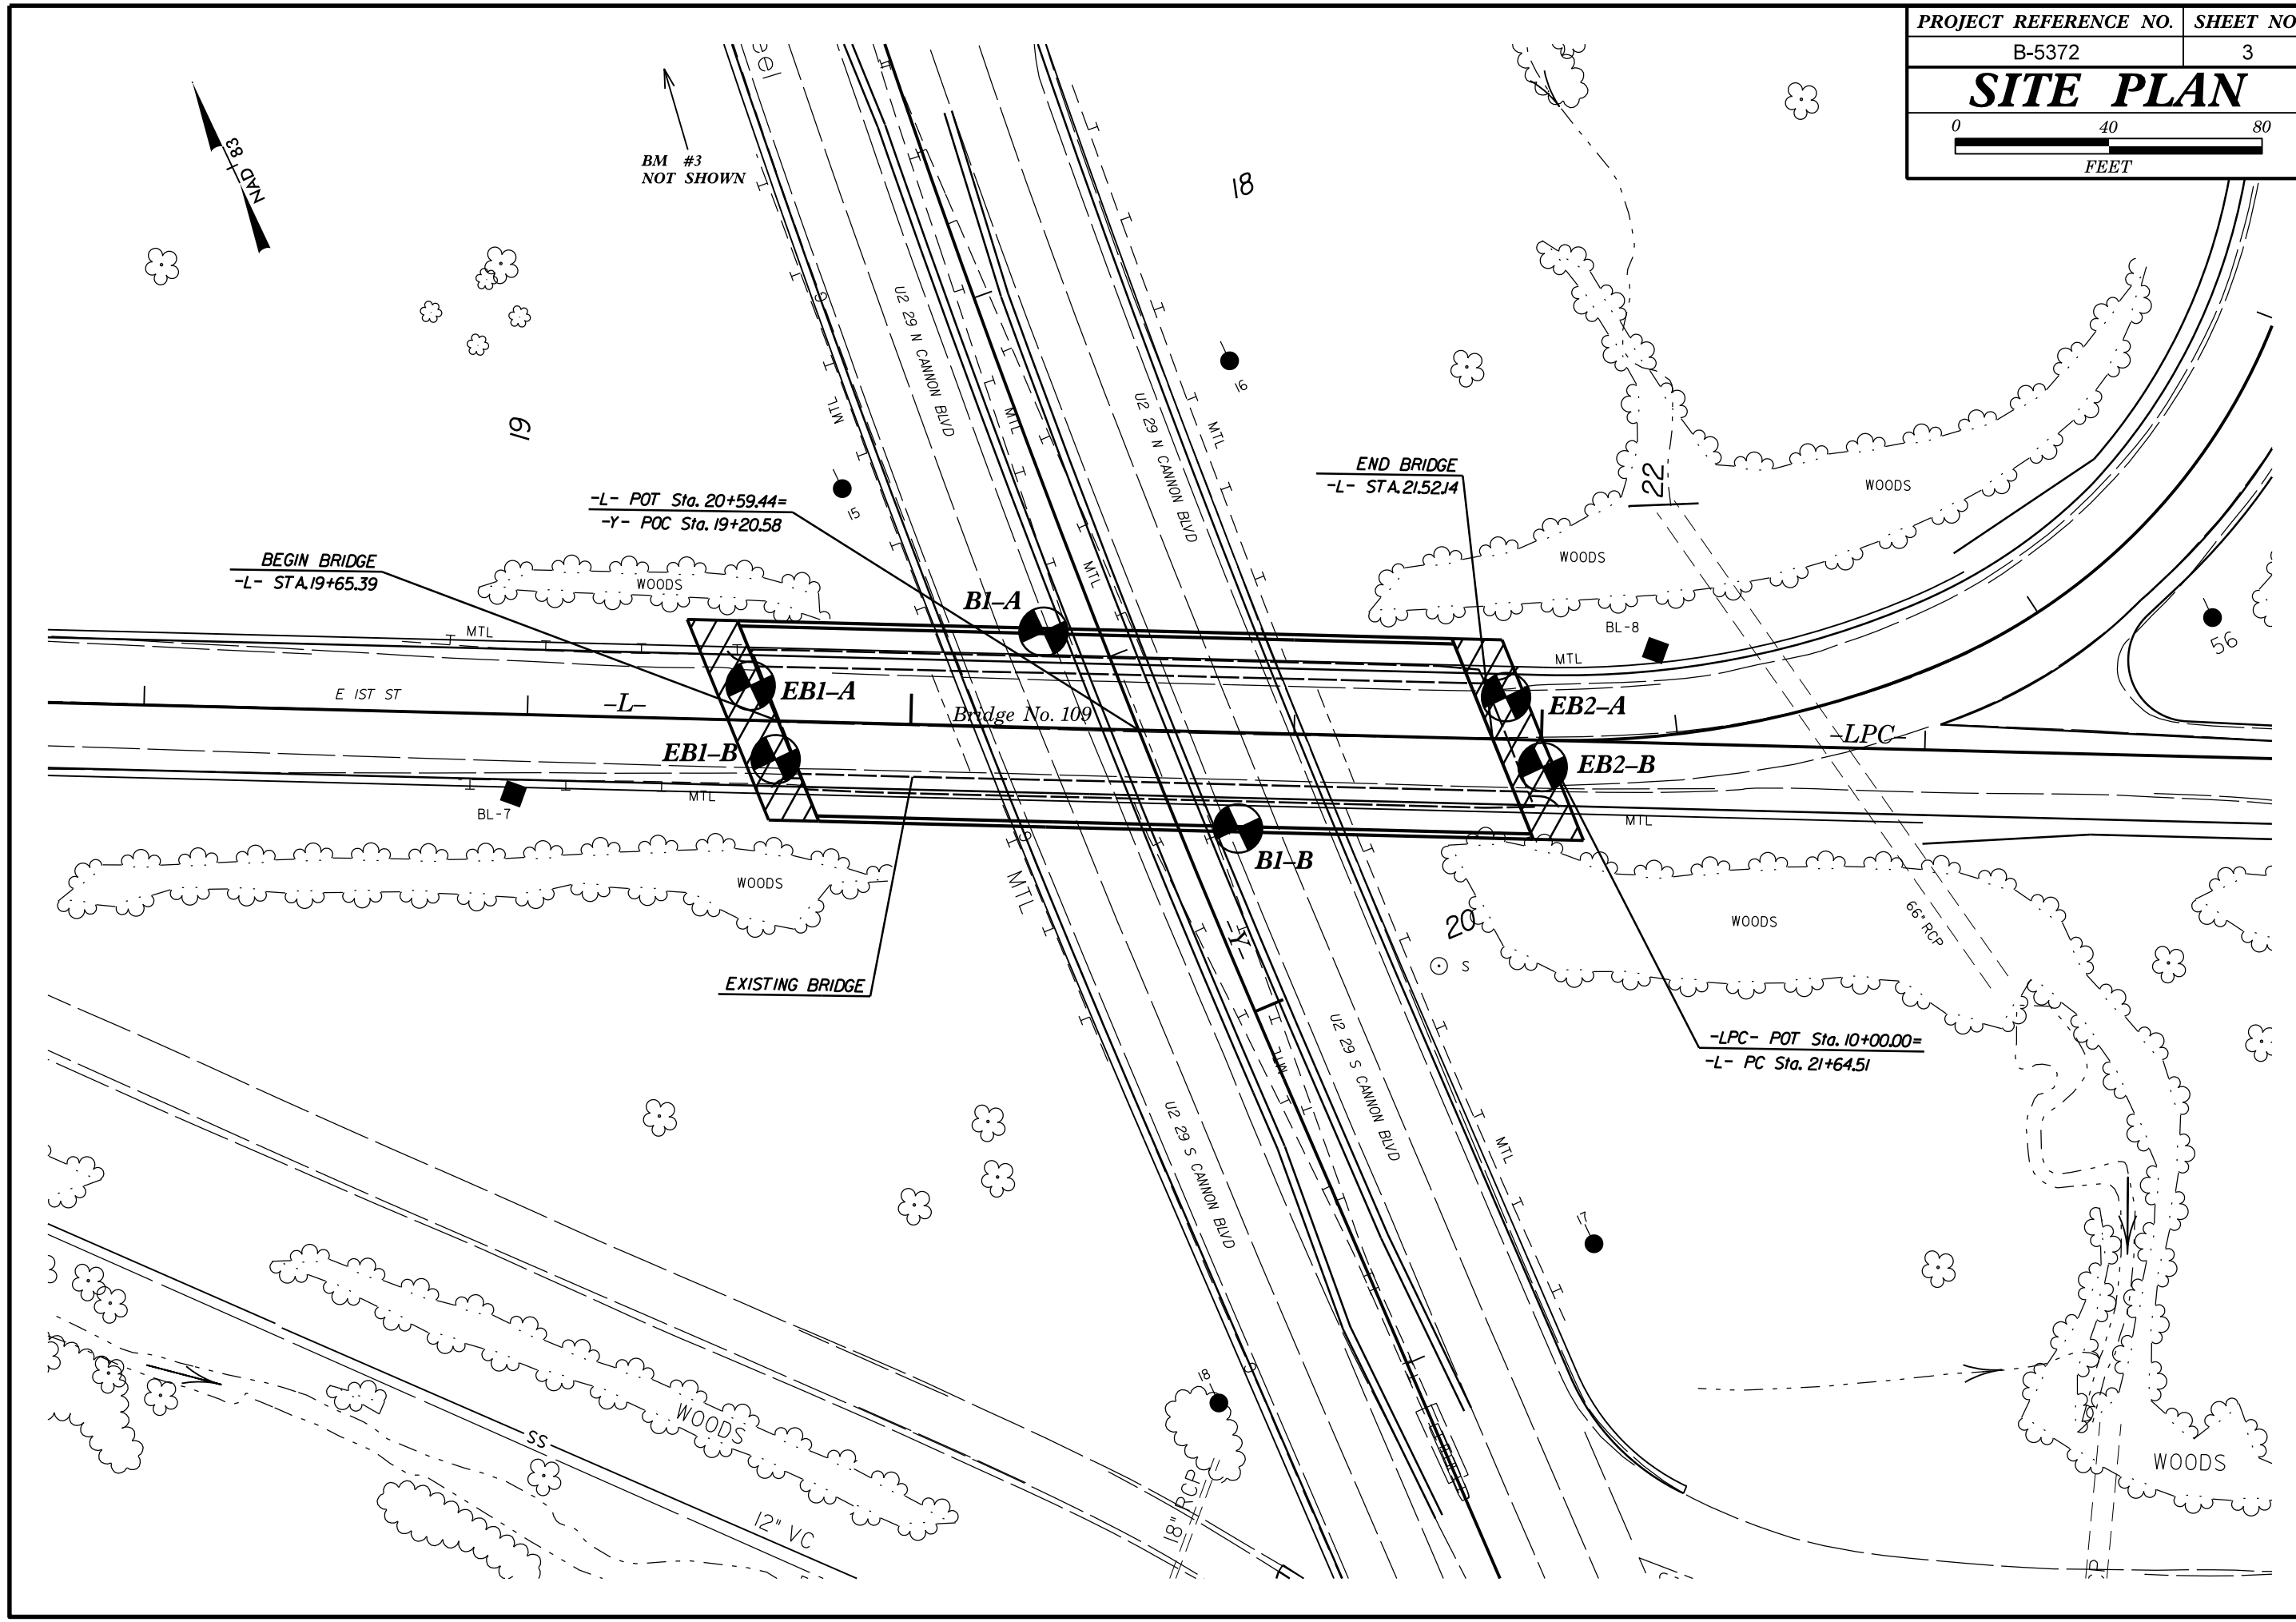 PROJECT REFERENCE NO. SHEET NO
B-5372 3
SITE PLAN
0 40 80
FEET
NAD 83
BM #3
NOT SHOWN
18
19
U2 29 N CANNON BLVD
MTL
MTL
U2 29 N CANNON BLVD
MTL
16
15
END BRIDGE
-L- STA.21.52.14
22
WOODS
WOODS
-L- POT Sta. 20+59.44=
-Y- POC Sta. 19+20.58
BEGIN BRIDGE
-L- STA.19+65.39
WOODS
MTL
B1-A
BL-8
56
MTL
MTL
E 1ST ST
-L-
EB1-A
Bridge No. 109
EB2-A
-LPC-
EB1-B
EB2-B
MTL
BL-7
MTL
B1-B
WOODS
MTL
-Y-
20
S
WOODS
66" RCP
EXISTING BRIDGE
-LPC- POT Sta. 10+00.00=
-L- PC Sta. 21+64.51
MTL
U2 29 S CANNON BLVD
U2 29 S CANNON BLVD
MTL
17
18
WOODS
SS
12" VC
18" RCP
WOODS